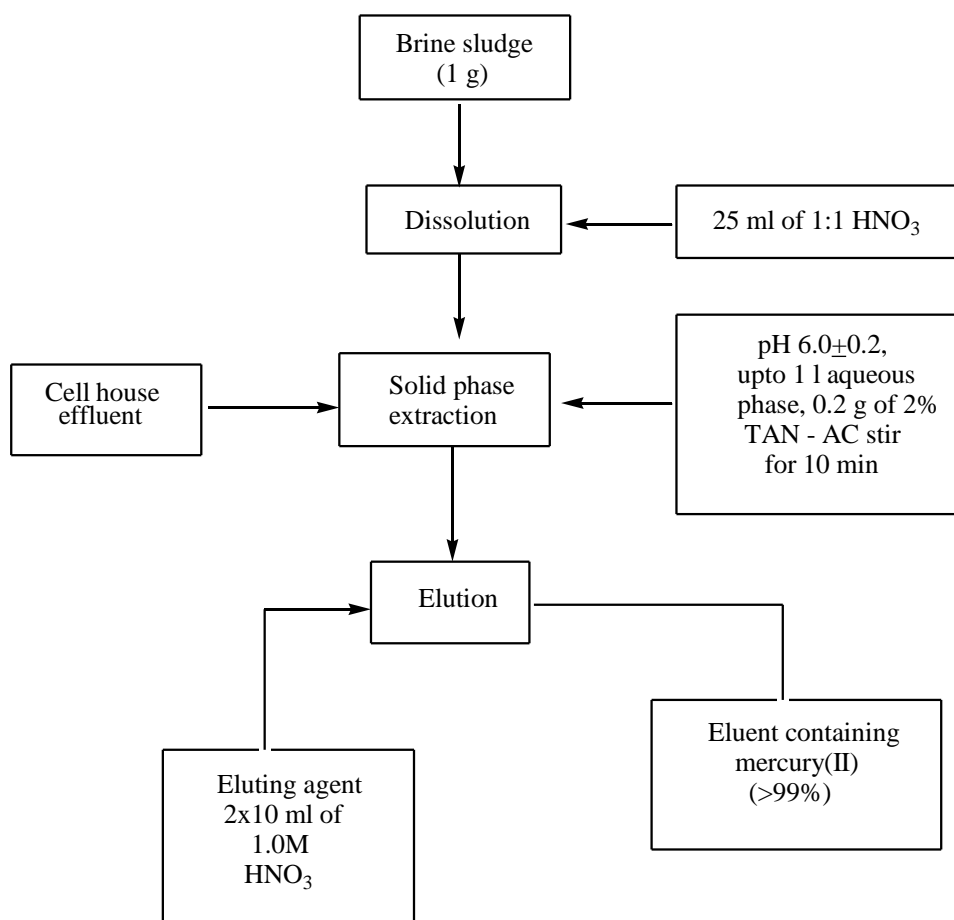 Brine sludge
(1 g)
Dissolution
25 ml of 1:1 HNO₃
Cell house
effluent
Solid phase
extraction
pH 6.0±0.2,
upto 1 l aqueous
phase, 0.2 g of 2%
TAN - AC stir
for 10 min
Elution
Eluting agent
2x10 ml of
1.0M
HNO₃
Eluent containing
mercury(II)
(>99%)